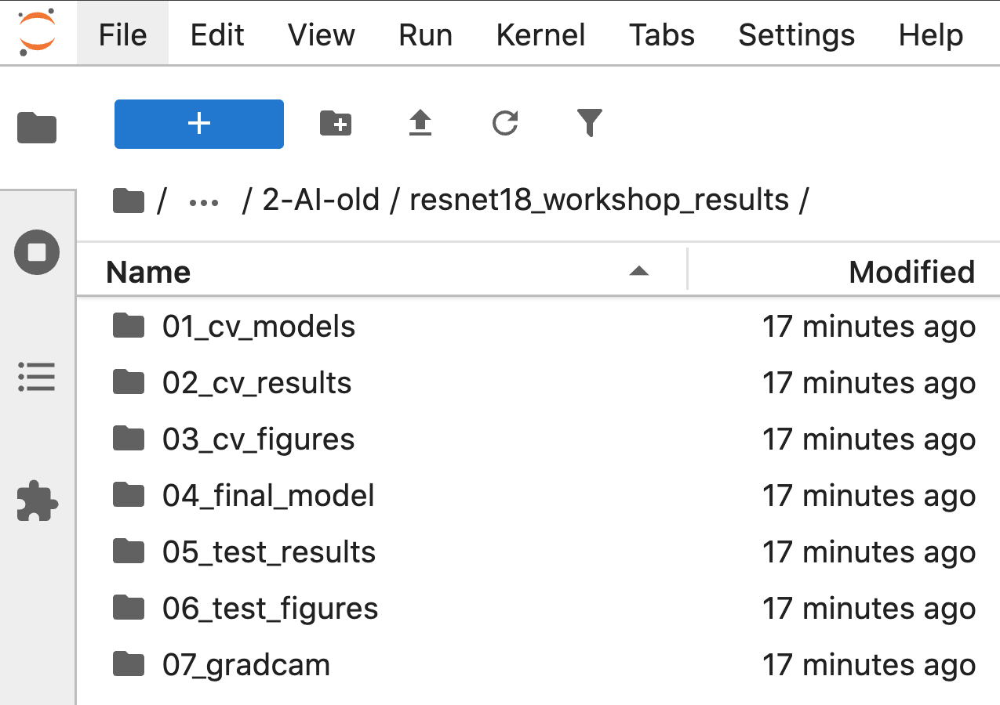 File Edit View Run Kernel Tabs Settings Help
+
/ ... / 2-AI-old / resnet18_workshop_results /
Name Modified
01_cv_models 17 minutes ago
02_cv_results 17 minutes ago
03_cv_figures 17 minutes ago
04_final_model 17 minutes ago
05_test_results 17 minutes ago
06_test_figures 17 minutes ago
07_gradcam 17 minutes ago